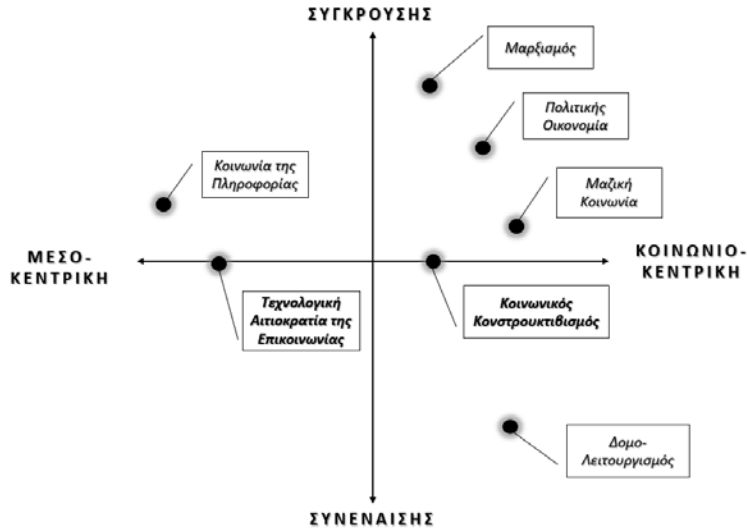 ΣΥΓΚΡΟΥΣΗΣ
Μαρξισμός
Πολιτικής
Οικονομία
Κοινωνία της
Πληροφορίας
Μαζική
Κοινωνία
ΜΕΣΟ-
ΚΕΝΤΡΙΚΗ
ΚΟΙΝΩΝΙΟ-
ΚΕΝΤΡΙΚΗ
Τεχνολογική
Αιτιοκρατία της
Επικοινωνίας
Κοινωνικός
Κονστρουκτιβισμός
Δομο-
Λειτουργισμός
ΣΥΝΕΝΑΙΣΗΣ